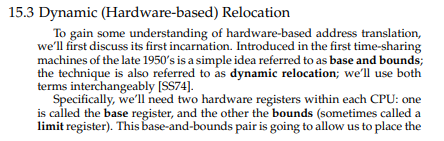 15.3 Dynamic (Hardware-based) Relocation
To gain some understanding of hardware-based address translation,
we'll first discuss its first incarnation. Introduced in the first time-sharing
machines of the late 1950's is a simple idea referred to as base and bounds;
the technique is also referred to as dynamic relocation; we'll use both
terms interchangeably [SS74].
Specifically, we'll need two hardware registers within each CPU: one
is called the base register, and the other the bounds (sometimes called a
limit register). This base-and-bounds pair is going to allow us to place the